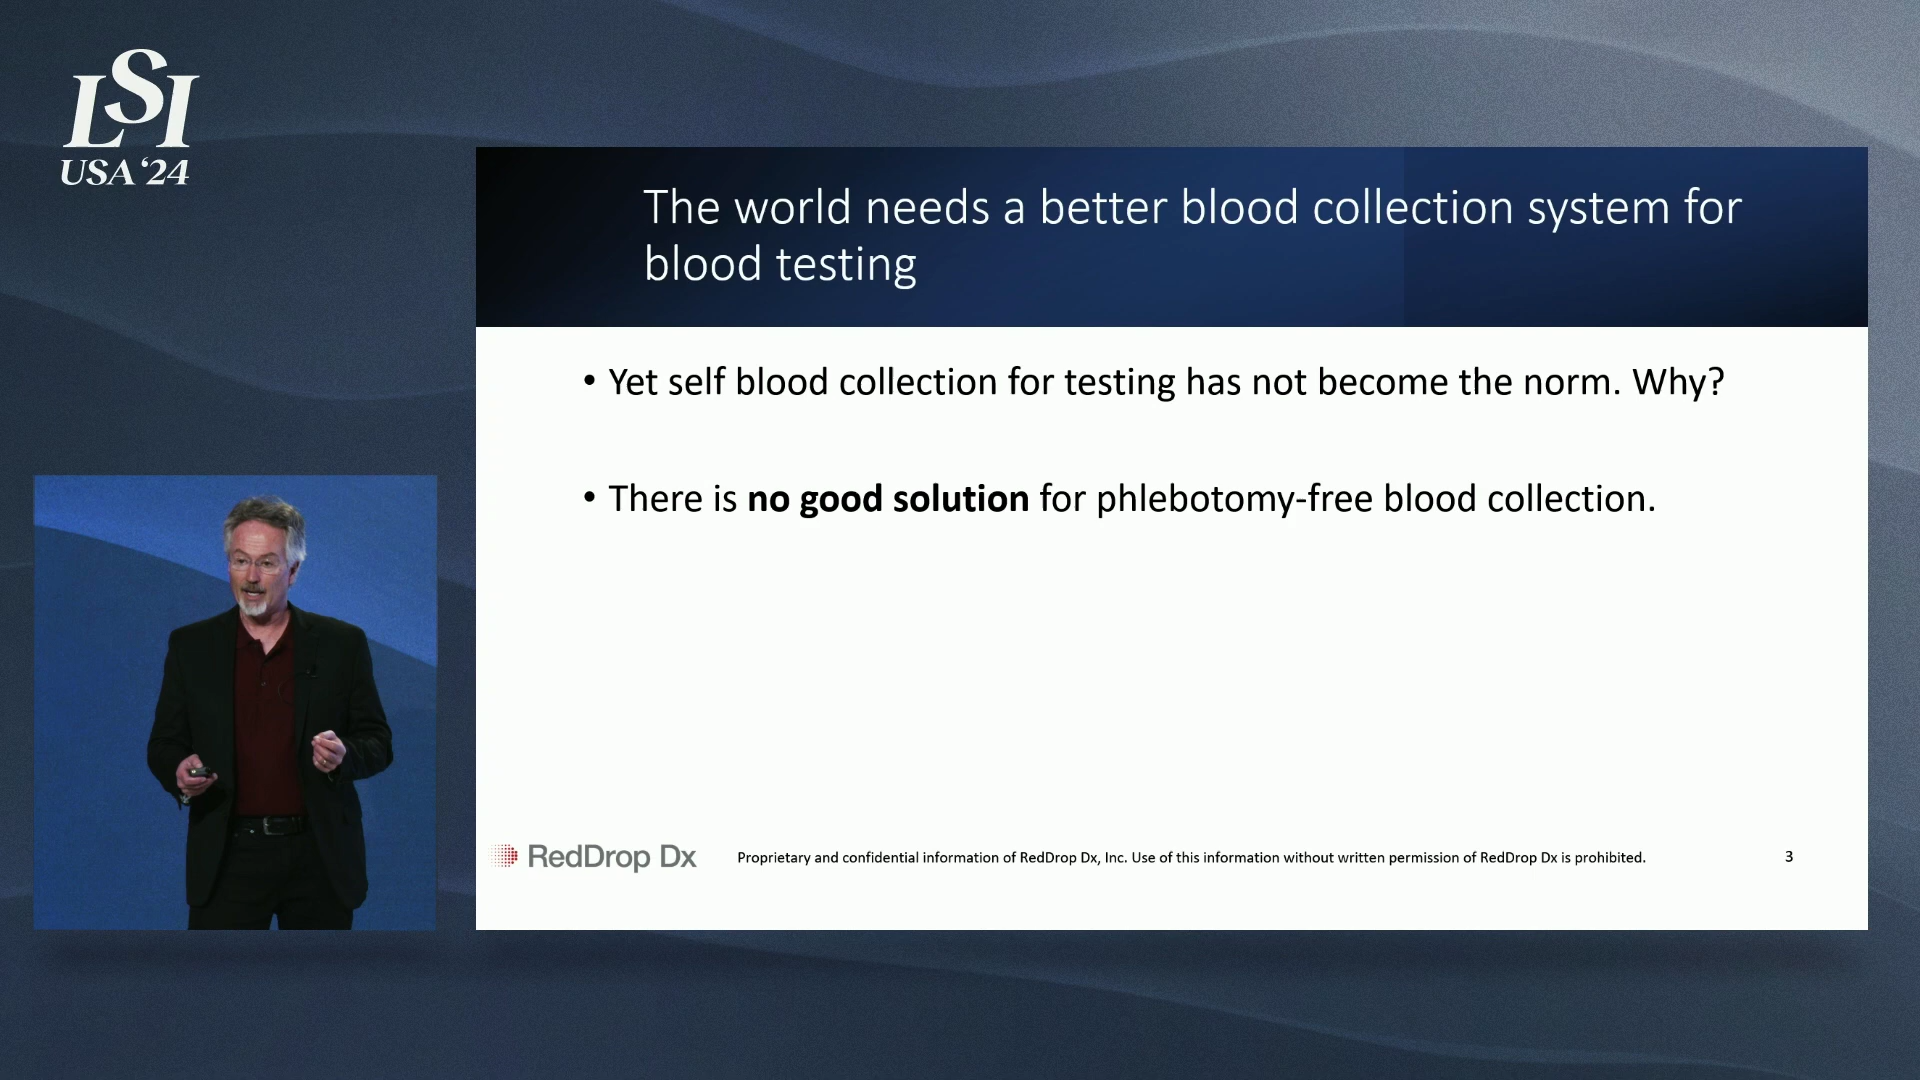 LSI
USA '24
The world needs a better blood collection system for
blood testing
• Yet self blood collection for testing has not become the norm. Why?
• There is no good solution for phlebotomy-free blood collection.
RedDrop Dx
Proprietary and confidential information of RedDrop Dx, Inc. Use of this information without written permission of RedDrop Dx is prohibited.
3